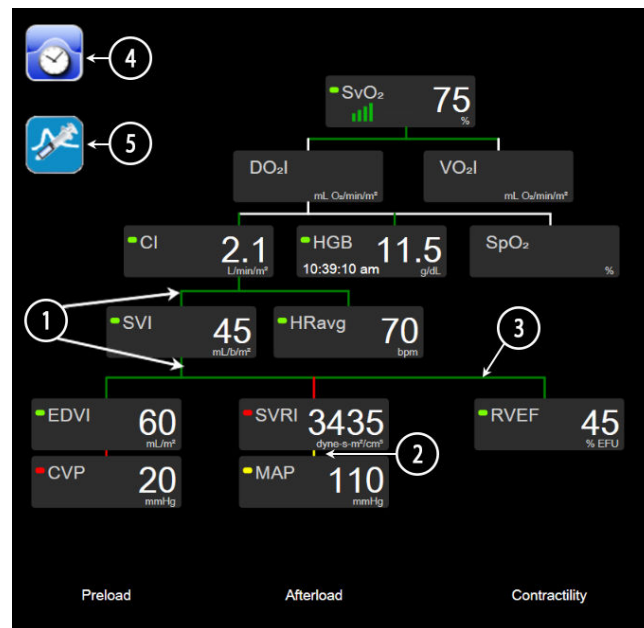 4
SvO₂ 75
%
5
DO₂I
mL O₂/min/m²
VO₂I
mL O₂/min/m²
CI 2.1
L/min/m²
HGB 11.5
10:39:10 am g/dL
SpO₂
%
1
SVI 45
mL/b/m²
HRavg 70
bpm
3
EDVI 60
mL/m²
SVRI 3435
dyne-s-m²/cm⁵
RVEF 45
% EFU
2
CVP 20
mmHg
MAP 110
mmHg
Preload Afterload Contractility